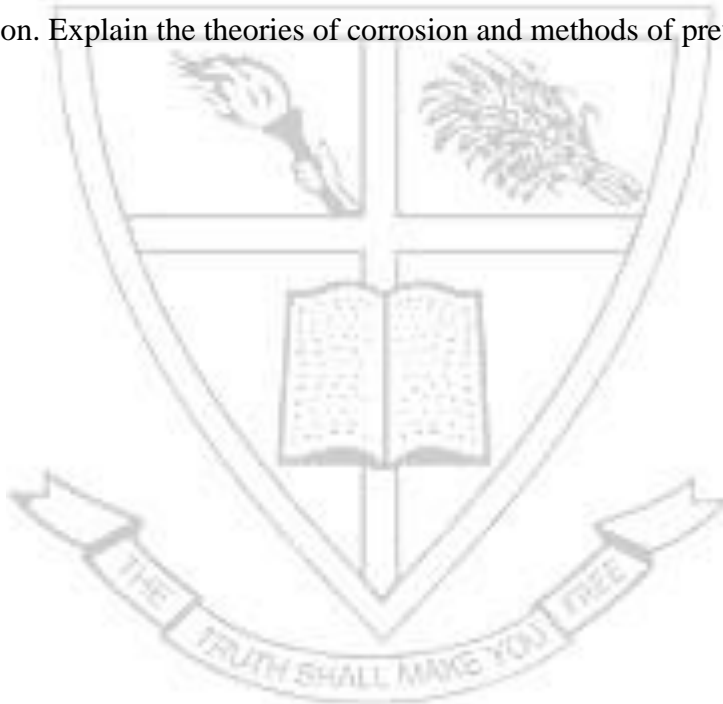 on. Explain the theories of corrosion and methods of pre
THE TRUTH SHALL MAKE YOU FREE